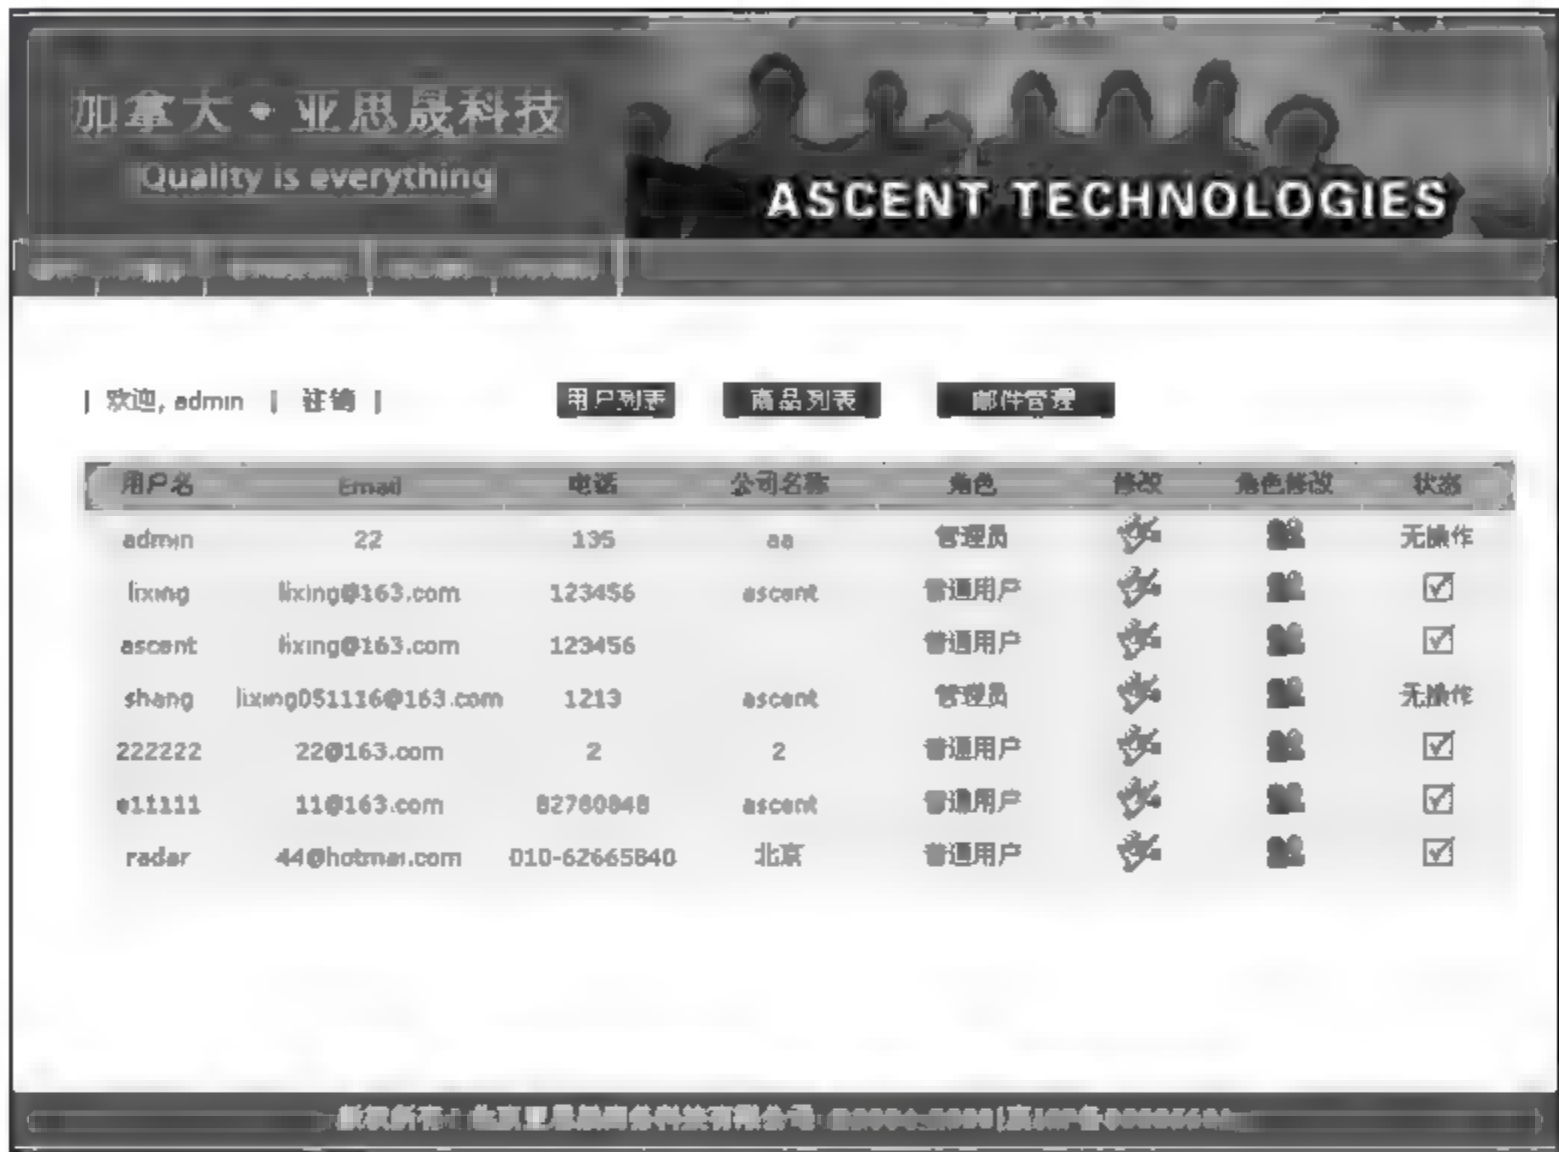 加拿大·亚思晟科技
Quality is everything
ASCENT TECHNOLOGIES
| 欢迎, admin | 注销 | 用户列表 商品列表 邮件管理
用户名 Email 电话 公司名称 角色 修改 角色修改 状态
admin 22 135 aa 管理员 无操作
lixing lixing@163.com 123456 ascent 普通用户
ascent lixing@163.com 123456 普通用户
shang lixing051116@163.com 1213 ascent 管理员 无操作
222222 22@163.com 2 2 普通用户
e11111 11@163.com 82780848 ascent 普通用户
radar 44@hotmai.com 010-62665840 北京 普通用户
版权所有: